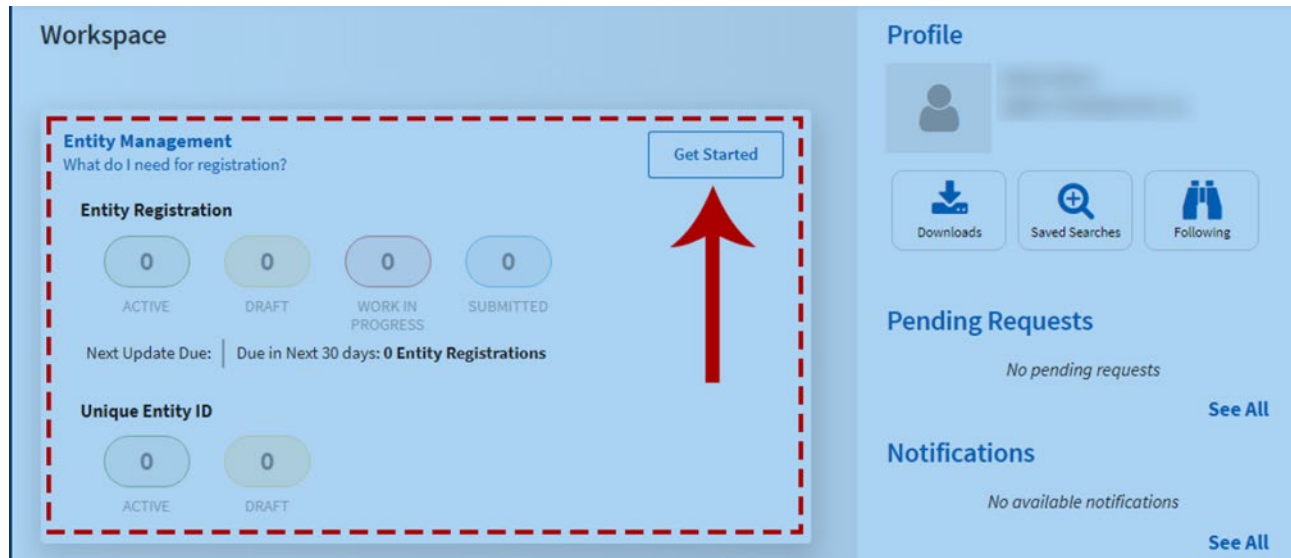 Workspace
Entity Management
What do I need for registration?
Get Started
Entity Registration
0 0 0 0
ACTIVE DRAFT WORK IN PROGRESS SUBMITTED
Next Update Due: Due in Next 30 days: 0 Entity Registrations
Unique Entity ID
0 0
ACTIVE DRAFT
Profile
Downloads Saved Searches Following
Pending Requests
No pending requests
See All
Notifications
No available notifications
See All